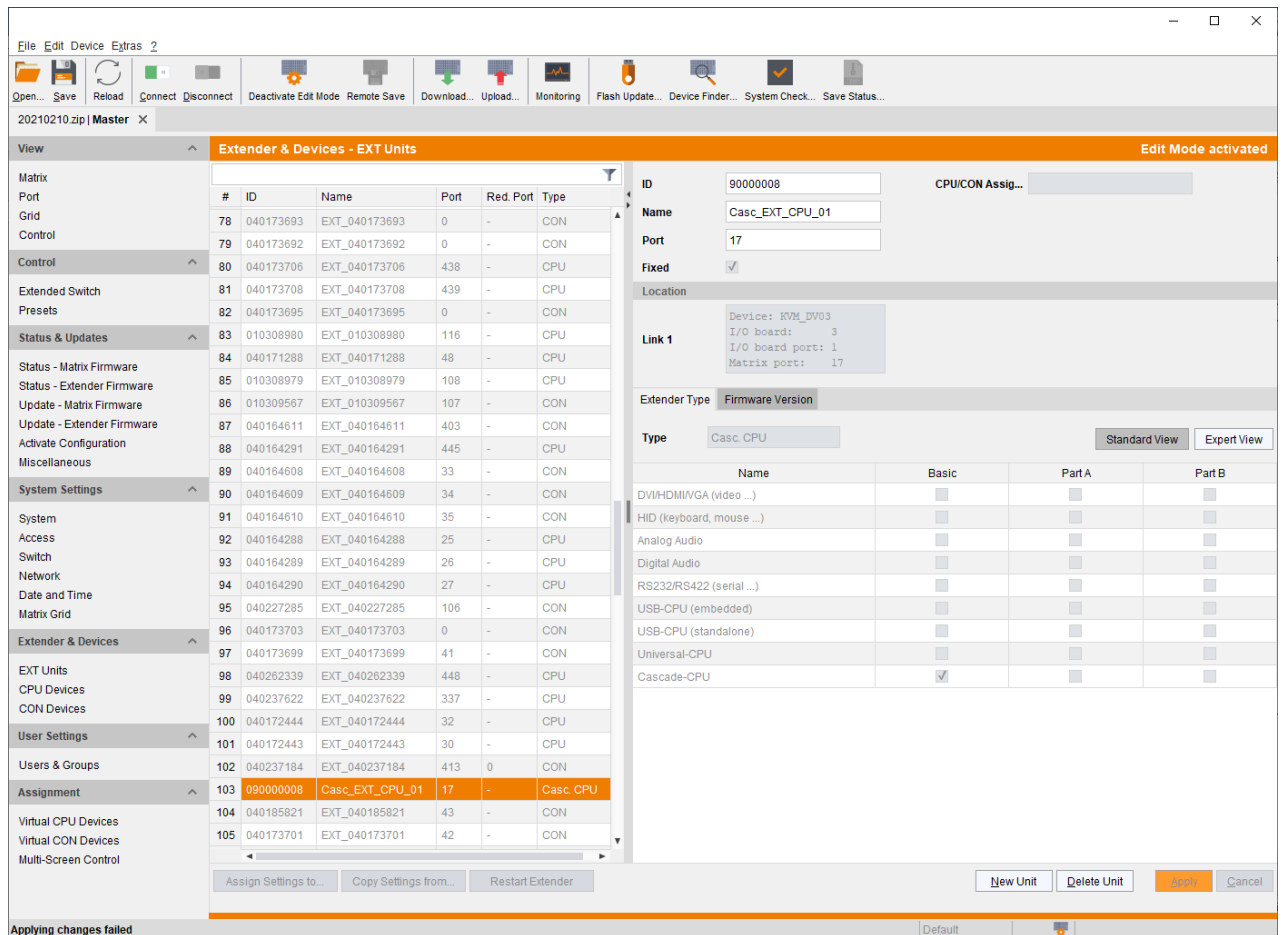 File Edit Device Extras ?
Open... Save Reload Connect Disconnect Deactivate Edit Mode Remote Save Download... Upload... Monitoring Flash Update... Device Finder... System Check... Save Status...
20210210.zip | Master
View
Matrix
Port
Grid
Control
Control
Extended Switch
Presets
Status & Updates
Status - Matrix Firmware
Status - Extender Firmware
Update - Matrix Firmware
Update - Extender Firmware
Activate Configuration
Miscellaneous
System Settings
System
Access
Switch
Network
Date and Time
Matrix Grid
Extender & Devices
EXT Units
CPU Devices
CON Devices
User Settings
Users & Groups
Assignment
Virtual CPU Devices
Virtual CON Devices
Multi-Screen Control
Extender & Devices - EXT Units Edit Mode activated
# ID Name Port Red. Port Type
78 040173693 EXT_040173693 0 - CON
79 040173692 EXT_040173692 0 - CON
80 040173706 EXT_040173706 438 - CPU
81 040173708 EXT_040173708 439 - CPU
82 040173695 EXT_040173695 0 - CON
83 010308980 EXT_010308980 116 - CPU
84 040171288 EXT_040171288 48 - CPU
85 010308979 EXT_010308979 108 - CPU
86 010309567 EXT_010309567 107 - CON
87 040164611 EXT_040164611 403 - CON
88 040164291 EXT_040164291 445 - CPU
89 040164608 EXT_040164608 33 - CON
90 040164609 EXT_040164609 34 - CON
91 040164610 EXT_040164610 35 - CON
92 040164288 EXT_040164288 25 - CPU
93 040164289 EXT_040164289 26 - CPU
94 040164290 EXT_040164290 27 - CPU
95 040227285 EXT_040227285 106 - CON
96 040173703 EXT_040173703 0 - CON
97 040173699 EXT_040173699 41 - CON
98 040262339 EXT_040262339 448 - CPU
99 040237622 EXT_040237622 337 - CPU
100 040172444 EXT_040172444 32 - CPU
101 040172443 EXT_040172443 30 - CPU
102 040237184 EXT_040237184 413 0 CON
103 090000008 Casc_EXT_CPU_01 17 - Casc. CPU
104 040185821 EXT_040185821 43 - CON
105 040173701 EXT_040173701 42 - CON
Assign Settings to... Copy Settings from... Restart Extender
ID 90000008 CPU/CON Assig...
Name Casc_EXT_CPU_01
Port 17
Fixed
Location
Link 1
Device: KVM_DV03
I/O board: 3
I/O board port: 1
Matrix port: 17
Extender Type Firmware Version
Type Casc. CPU Standard View Expert View
Name Basic Part A Part B
DVI/HDMI/VGA (video ...)
HID (keyboard, mouse ...)
Analog Audio
Digital Audio
RS232/RS422 (serial ...)
USB-CPU (embedded)
USB-CPU (standalone)
Universal-CPU
Cascade-CPU
New Unit Delete Unit Apply Cancel
Applying changes failed Default